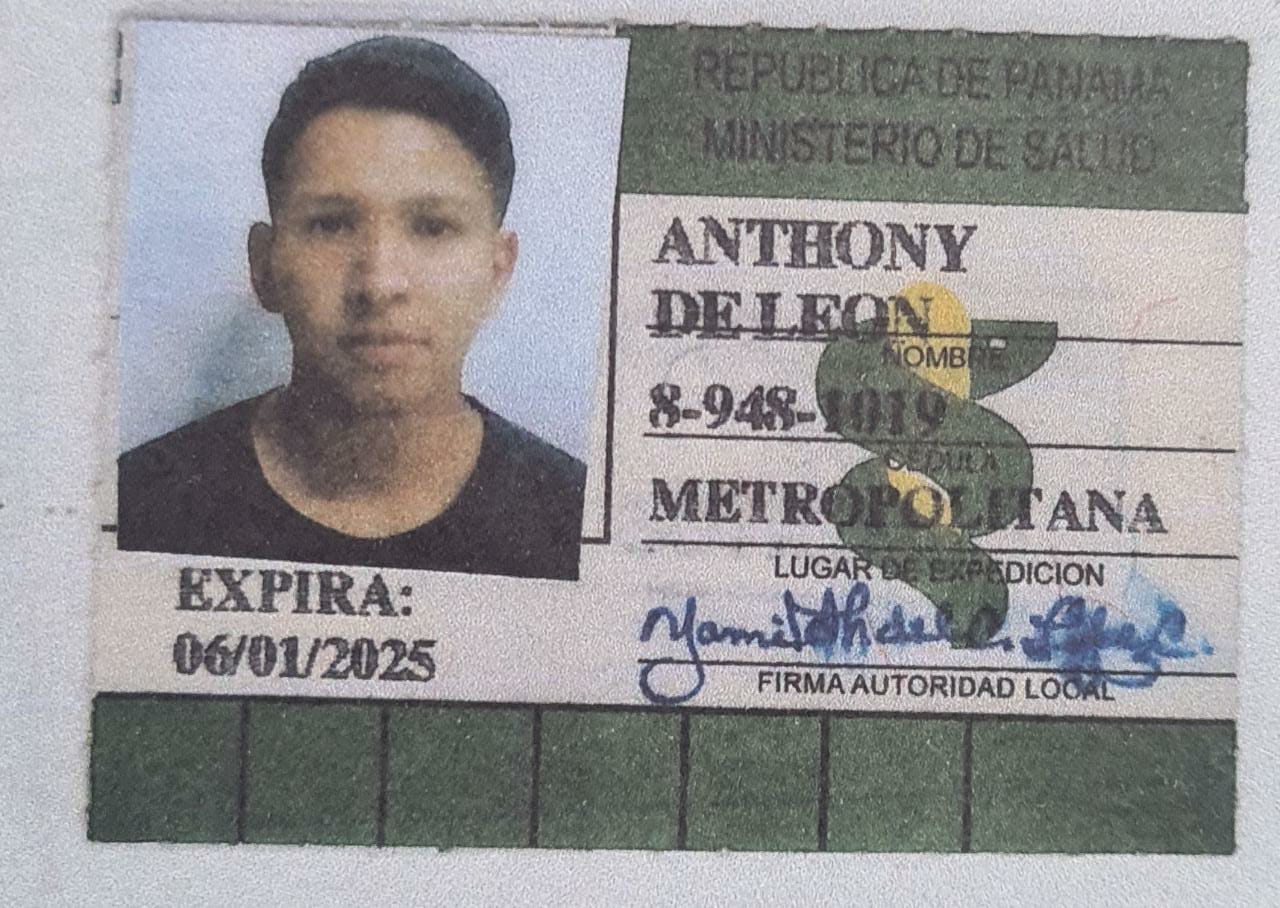 REPUBLICA DE PANAMA
MINISTERIO DE SALUD
ANTHONY
DE LEON
NOMBRE
8-948-1019
CEDULA
METROPOLITANA
LUGAR DE EXPEDICION
FIRMA AUTORIDAD LOCAL
EXPIRA:
06/01/2025